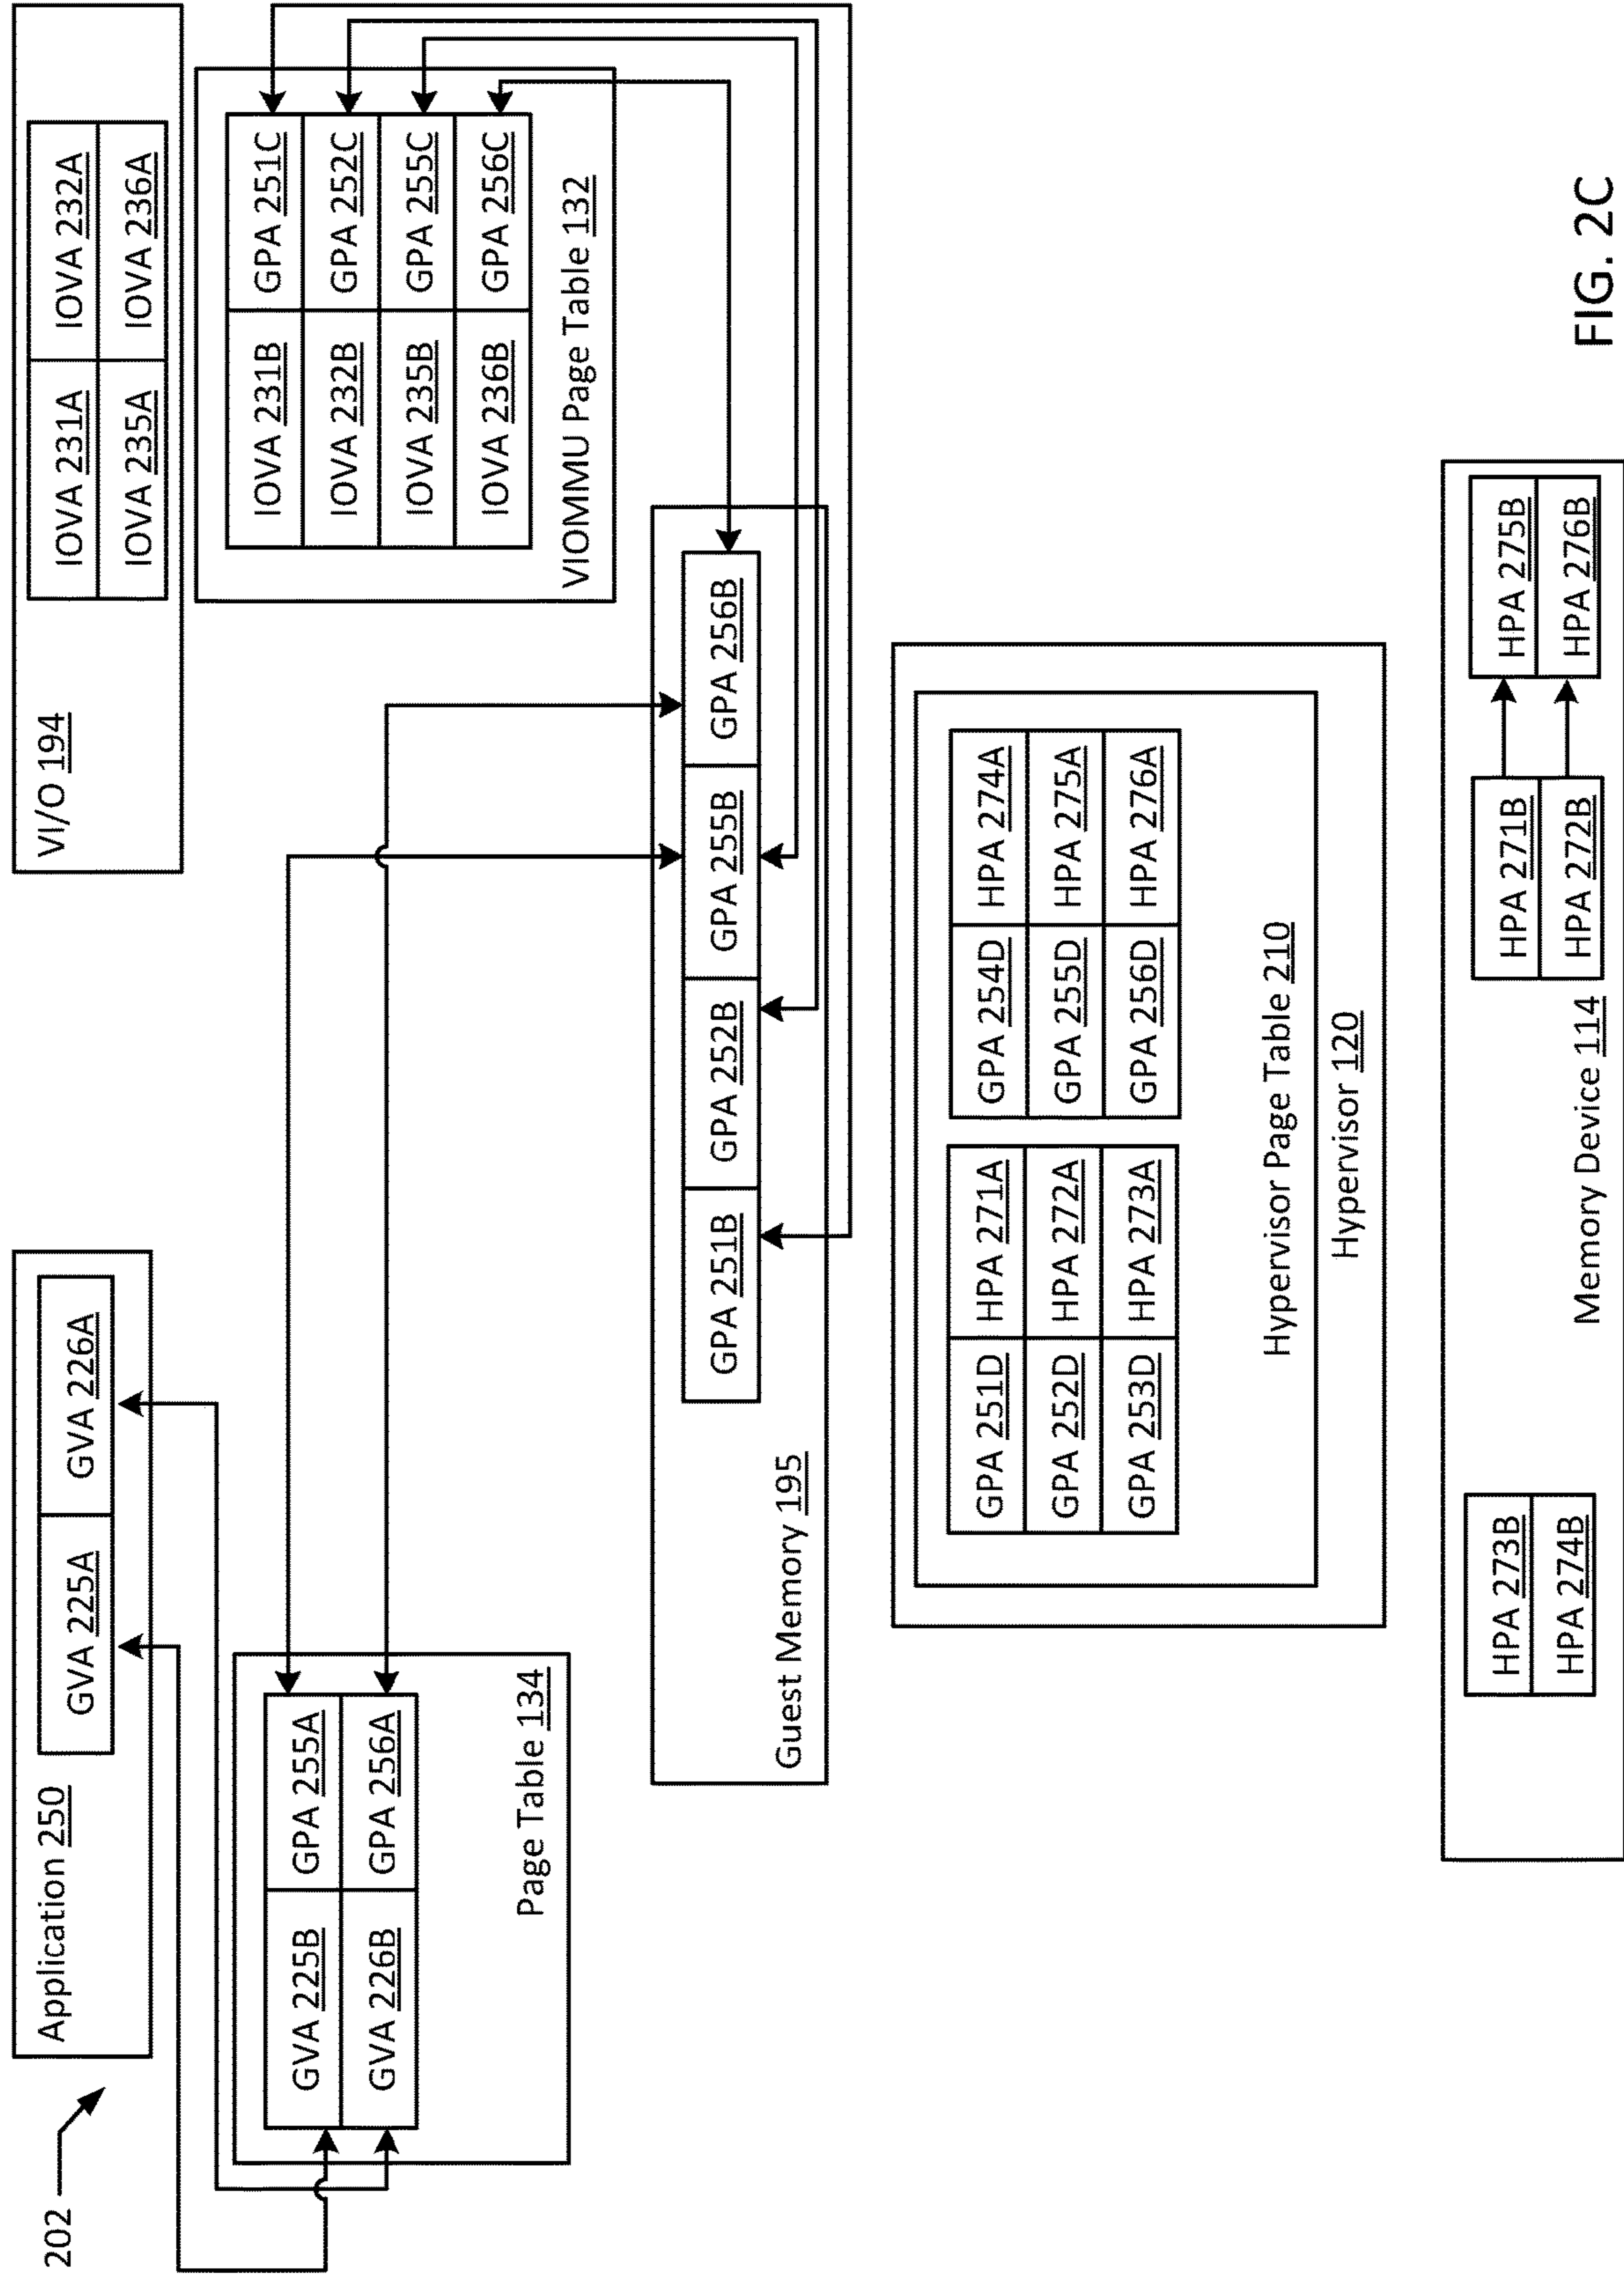 202
Application 250
GVA 225A GVA 226A
VI/O 194
IOVA 231A IOVA 232A
IOVA 235A IOVA 236A
GVA 225B GPA 255A
GVA 226B GPA 256A
Page Table 134
IOVA 231B GPA 251C
IOVA 232B GPA 252C
IOVA 235B GPA 255C
IOVA 236B GPA 256C
VIOMMU Page Table 132
GPA 251B GPA 252B GPA 255B GPA 256B
Guest Memory 195
GPA 251D HPA 271A GPA 254D HPA 274A
GPA 252D HPA 272A GPA 255D HPA 275A
GPA 253D HPA 273A GPA 256D HPA 276A
Hypervisor Page Table 210
Hypervisor 120
HPA 273B HPA 271B HPA 275B
HPA 274B HPA 272B HPA 276B
Memory Device 114
FIG. 2C